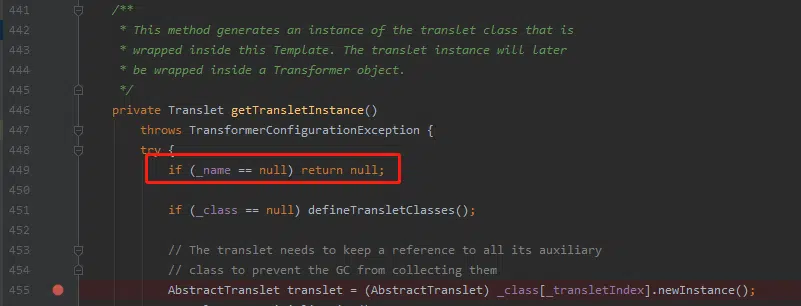 441 /**
442 * This method generates an instance of the translet class that is
443 * wrapped inside this Template. The translet instance will later
444 * be wrapped inside a Transformer object.
445 */
446 private Translet getTransletInstance()
447 throws TransformerConfigurationException {
448 try {
449 if (_name == null) return null;
450
451 if (_class == null) defineTransletClasses();
452
453 // The translet needs to keep a reference to all its auxiliary
454 // class to prevent the GC from collecting them
455 AbstractTranslet translet = (AbstractTranslet) _class[_transletIndex].newInstance();